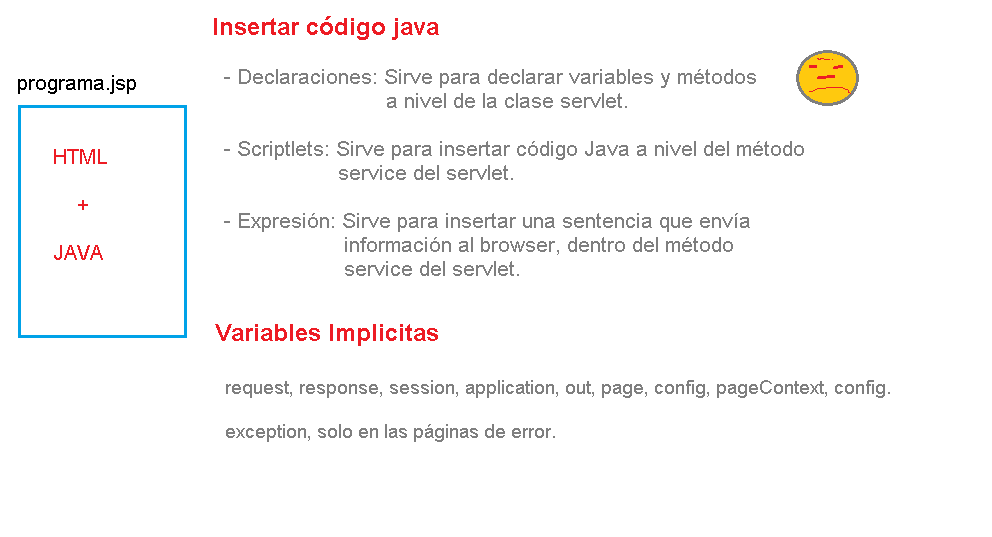 Insertar código java
programa.jsp
HTML
+
JAVA
- Declaraciones: Sirve para declarar variables y métodos
a nivel de la clase servlet.
- Scriptlets: Sirve para insertar código Java a nivel del método
service del servlet.
- Expresión: Sirve para insertar una sentencia que envía
información al browser, dentro del método
service del servlet.
Variables Implicitas
request, response, session, application, out, page, config, pageContext, config.
exception, solo en las páginas de error.